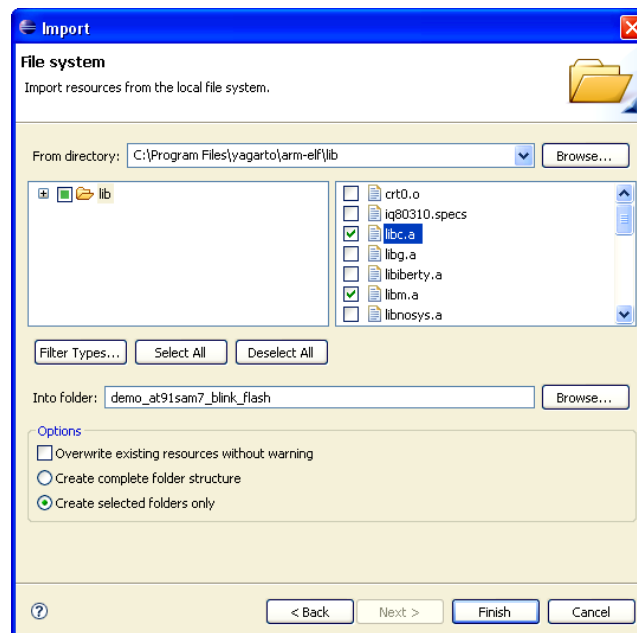 Import
File system
Import resources from the local file system.
From directory: C:\Program Files\yagarto\arm-elf\lib Browse...
lib
crt0.o
iq80310.specs
libc.a
libg.a
libiberty.a
libm.a
libnosys.a
Filter Types... Select All Deselect All
Into folder: demo_at91sam7_blink_flash Browse...
Options
Overwrite existing resources without warning
Create complete folder structure
Create selected folders only
< Back Next > Finish Cancel